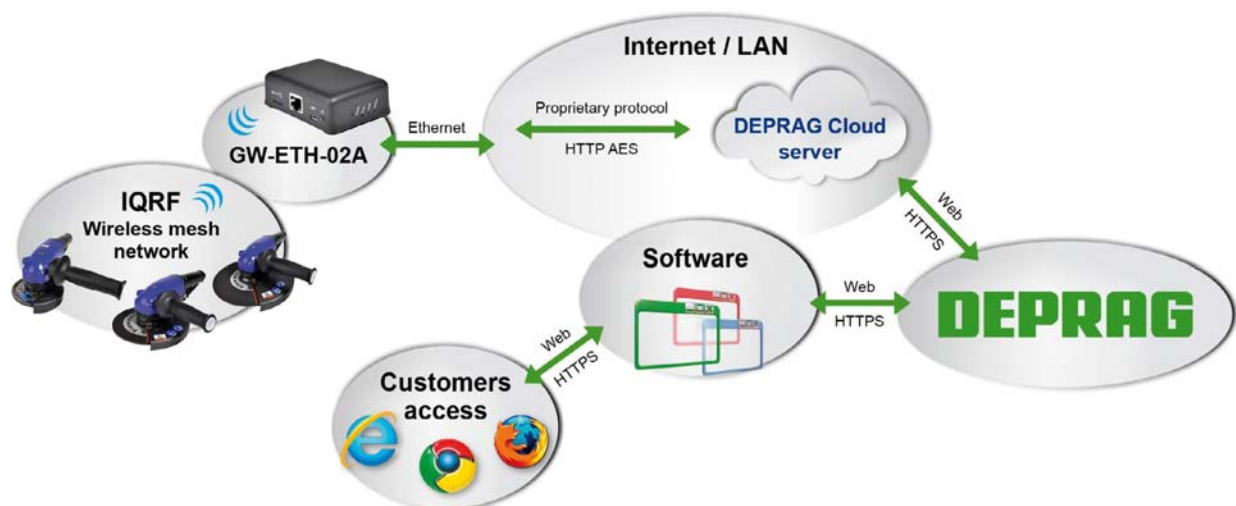 Internet / LAN
Proprietary protocol
HTTP AES
DEPRAG Cloud
server
Ethernet
GW-ETH-02A
IQRF
Wireless mesh
network
Web
HTTPS
Software
Web
HTTPS
DEPRAG
Web
HTTPS
Customers
access